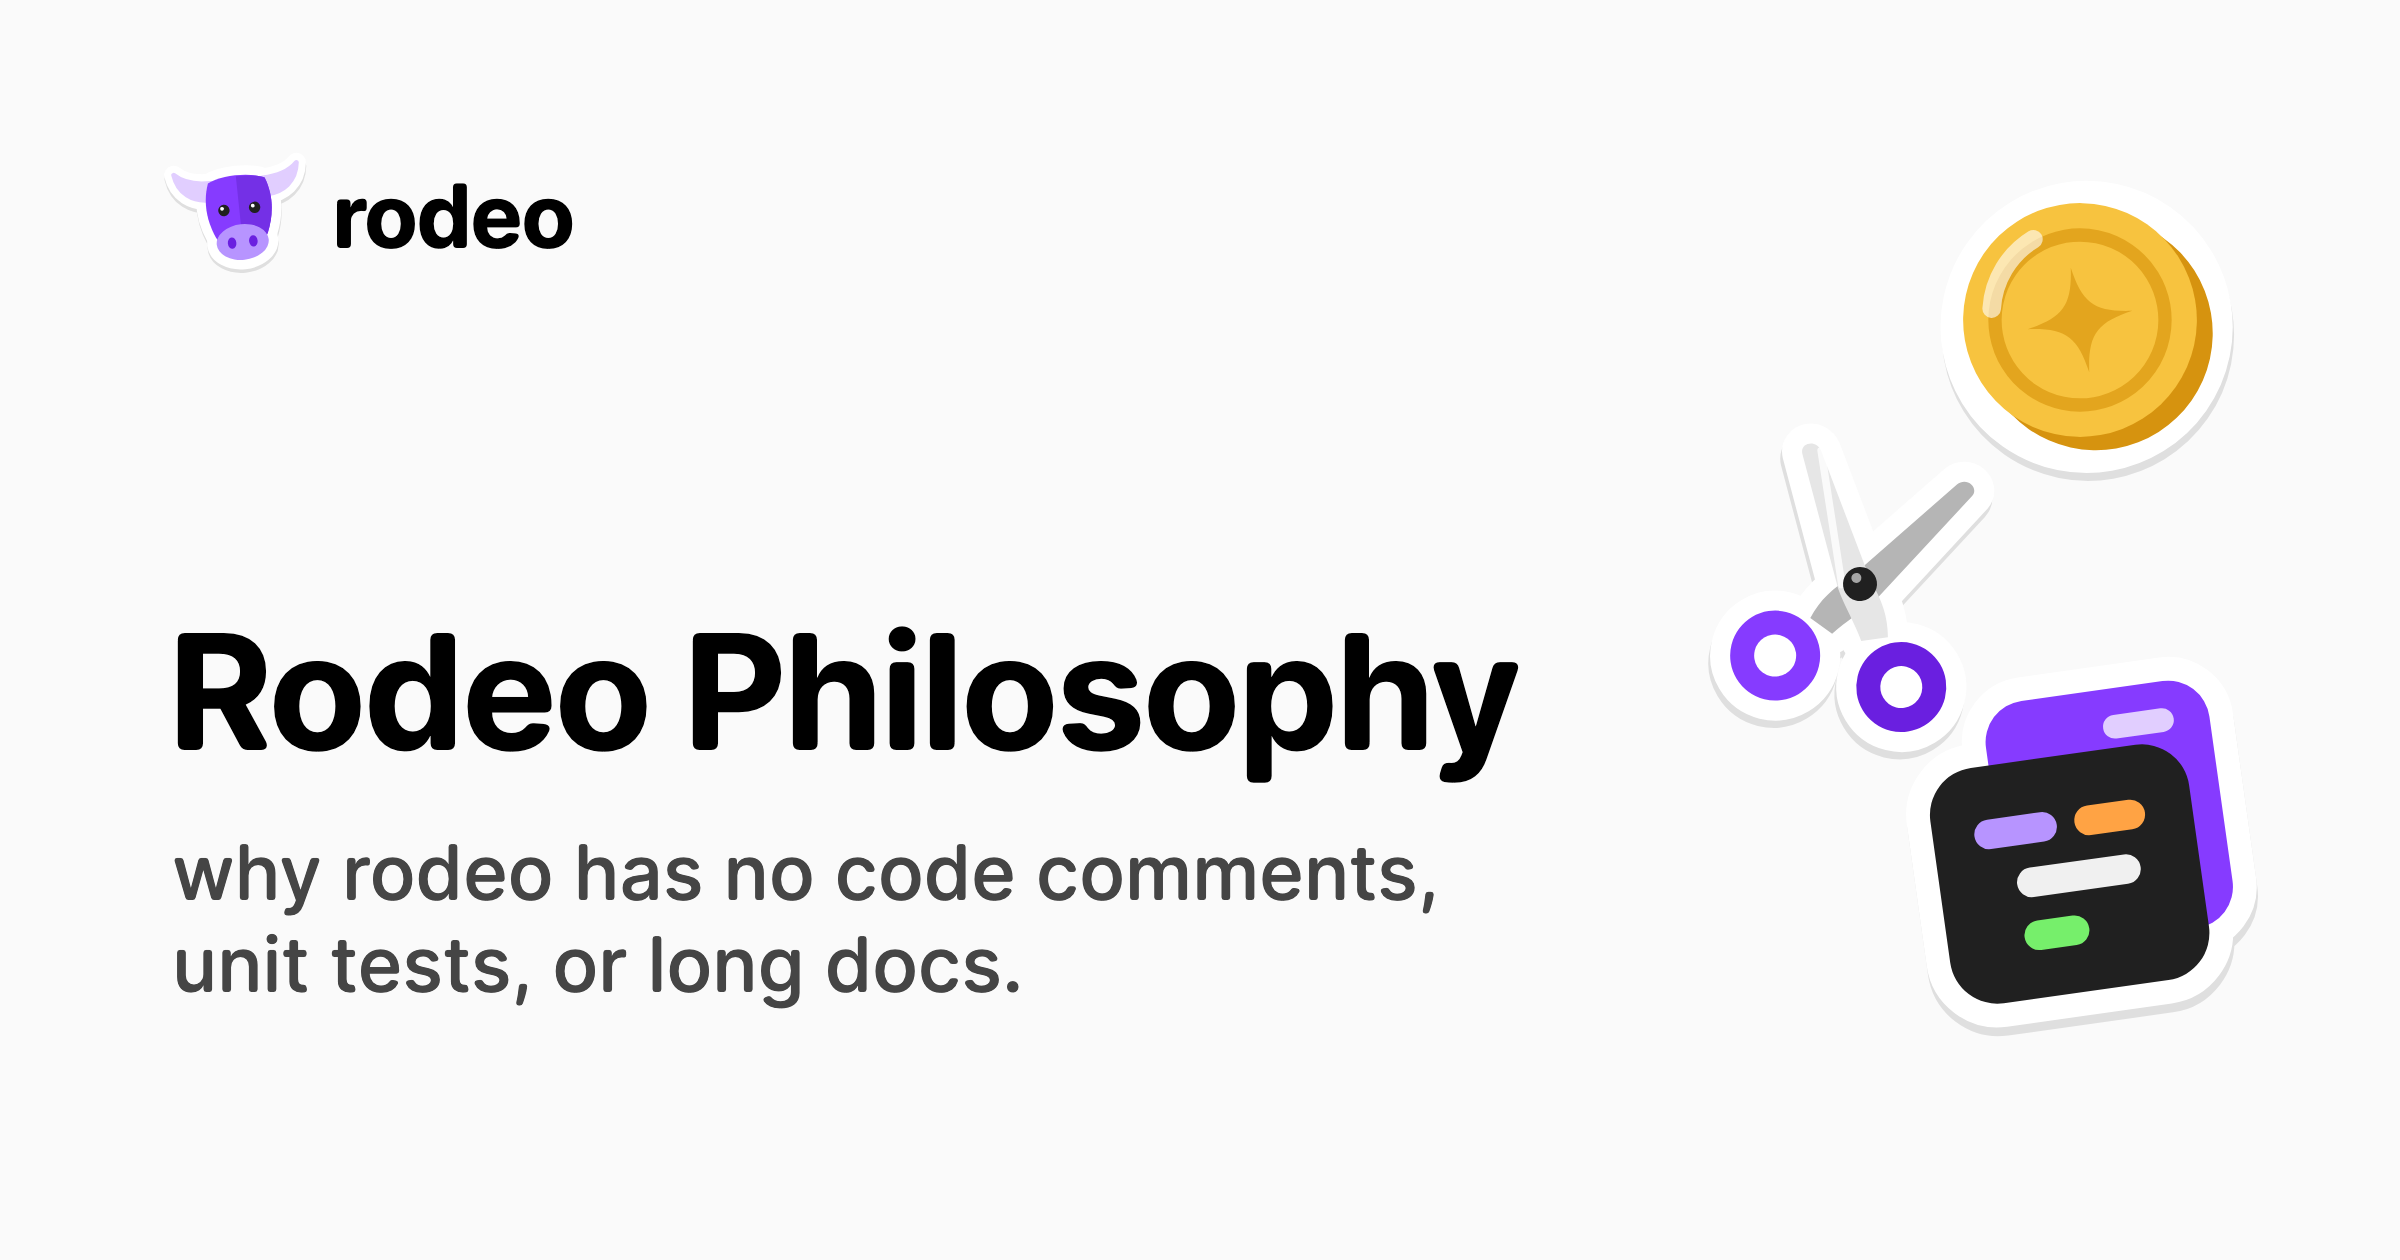 rodeo
Rodeo Philosophy
why rodeo has no code comments,
unit tests, or long docs.